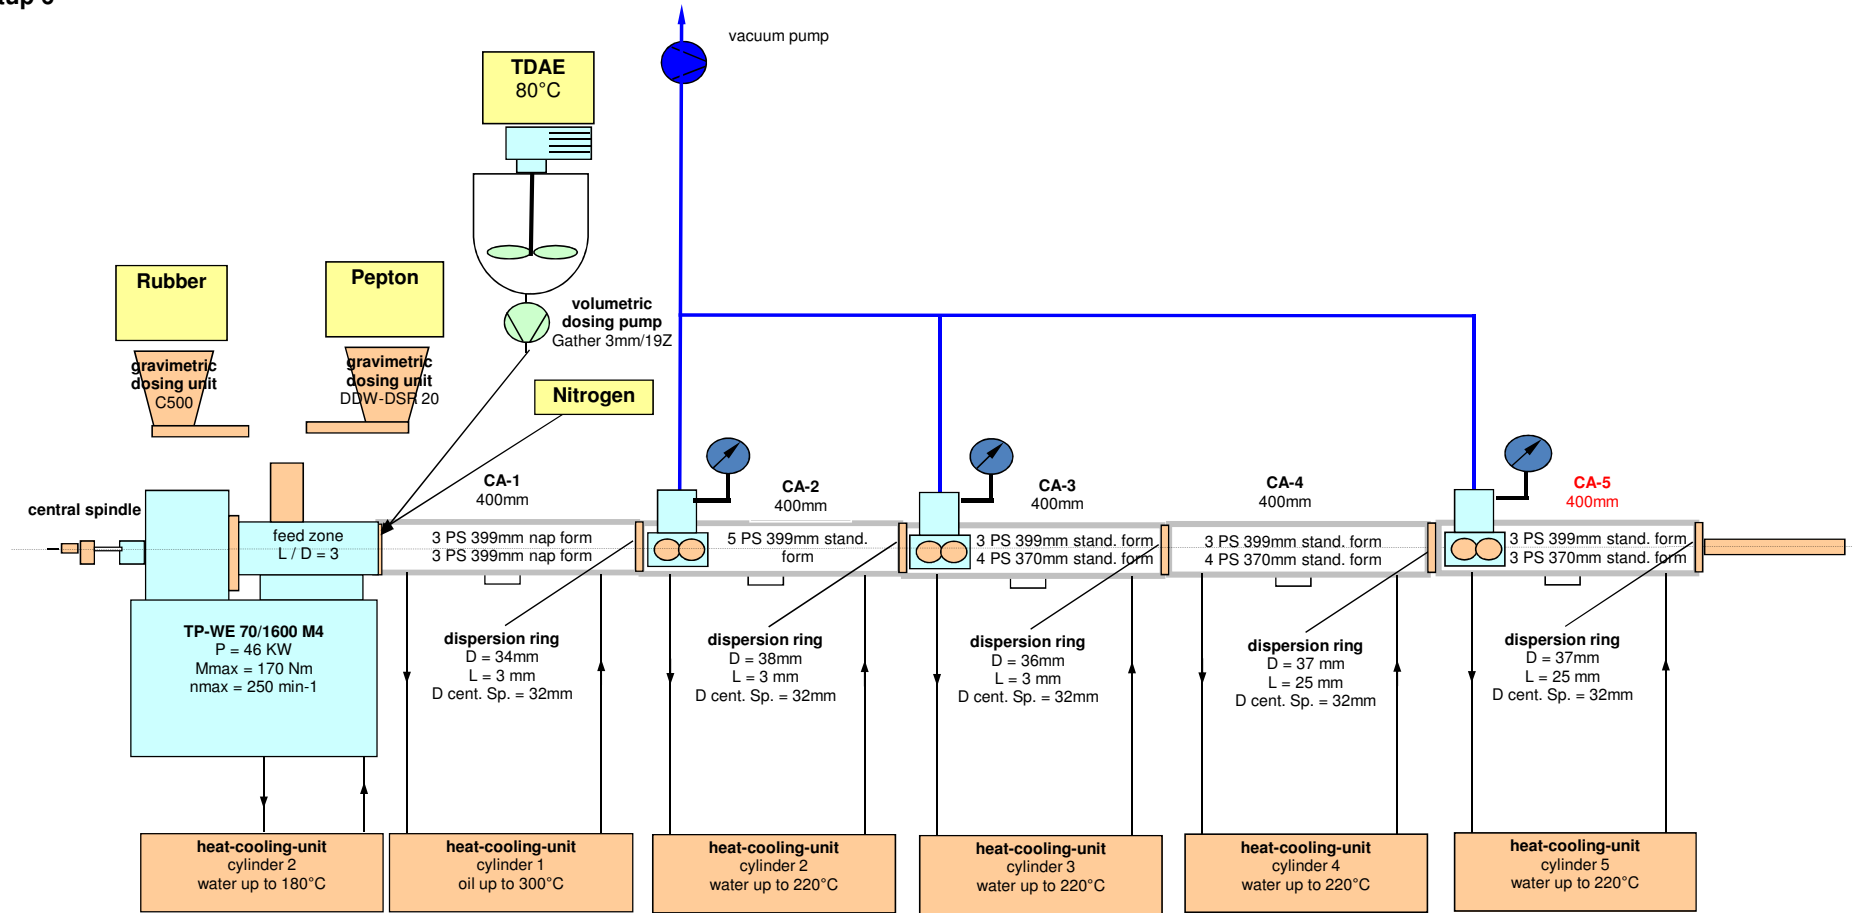 vacuum pump
TDAE
80°C
Rubber
Pepton
volumetric
dosing pump
Gather 3mm/19Z
gravimetric
dosing unit
C500
gravimetric
dosing unit
DDW-DSR 20
Nitrogen
central spindle
feed zone
L / D = 3
CA-1
400mm
CA-2
400mm
CA-3
400mm
CA-4
400mm
CA-5
400mm
3 PS 399mm nap form
3 PS 399mm nap form
5 PS 399mm stand.
form
3 PS 399mm stand. form
4 PS 370mm stand. form
3 PS 399mm stand. form
4 PS 370mm stand. form
3 PS 399mm stand. form
3 PS 370mm stand. form
TP-WE 70/1600 M4
P = 46 KW
Mmax = 170 Nm
nmax = 250 min-1
dispersion ring
D = 34mm
L = 3 mm
D cent. Sp. = 32mm
dispersion ring
D = 38mm
L = 3 mm
D cent. Sp. = 32mm
dispersion ring
D = 36mm
L = 3 mm
D cent. Sp. = 32mm
dispersion ring
D = 37 mm
L = 25 mm
D cent. Sp. = 32mm
dispersion ring
D = 37mm
L = 25 mm
D cent. Sp. = 32mm
heat-cooling-unit
cylinder 2
water up to 180°C
heat-cooling-unit
cylinder 1
oil up to 300°C
heat-cooling-unit
cylinder 2
water up to 220°C
heat-cooling-unit
cylinder 3
water up to 220°C
heat-cooling-unit
cylinder 4
water up to 220°C
heat-cooling-unit
cylinder 5
water up to 220°C